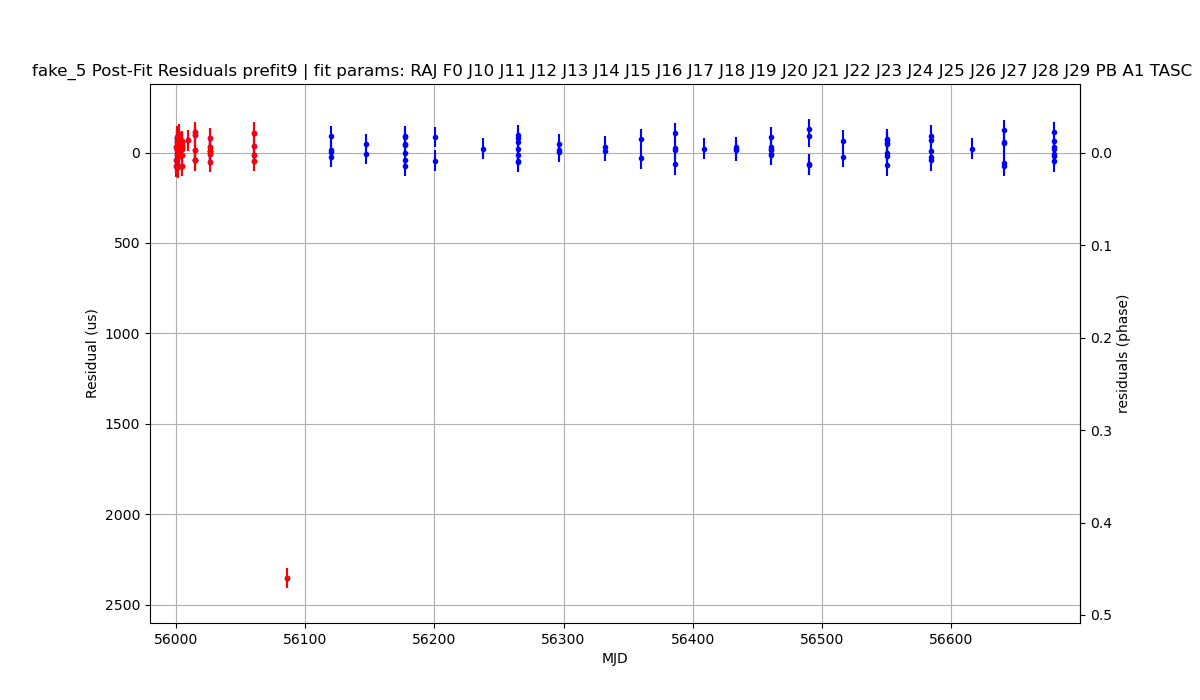 fake_5 Post-Fit Residuals prefit9 | fit params: RAJ F0 J10 J11 J12 J13 J14 J15 J16 J17 J18 J19 J20 J21 J22 J23 J24 J25 J26 J27 J28 J29 PB A1 TASC
0
500
1000
1500
2000
2500
Residual (us)
0.0
0.1
0.2
0.3
0.4
0.5
residuals (phase)
56000 56100 56200 56300 56400 56500 56600
MJD